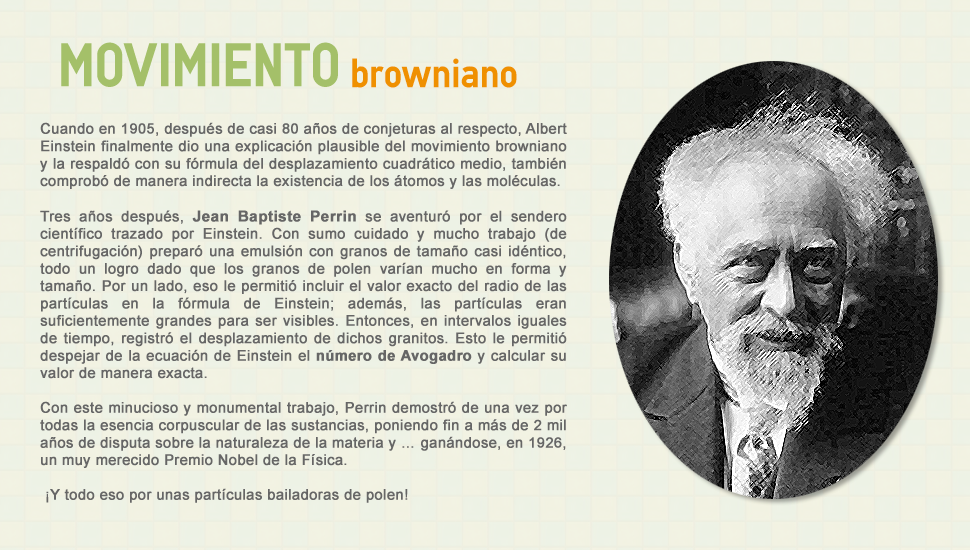 MOVIMIENTO browniano
Cuando en 1905, después de casi 80 años de conjeturas al respecto, Albert
Einstein finalmente dio una explicación plausible del movimiento browniano
y la respaldó con su fórmula del desplazamiento cuadrático medio, también
comprobó de manera indirecta la existencia de los átomos y las moléculas.
Tres años después, Jean Baptiste Perrin se aventuró por el sendero
científico trazado por Einstein. Con sumo cuidado y mucho trabajo (de
centrifugación) preparó una emulsión con granos de tamaño casi idéntico,
todo un logro dado que los granos de polen varían mucho en forma y
tamaño. Por un lado, eso le permitió incluir el valor exacto del radio de las
partículas en la fórmula de Einstein; además, las partículas eran
suficientemente grandes para ser visibles. Entonces, en intervalos iguales
de tiempo, registró el desplazamiento de dichos granitos. Esto le permitió
despejar de la ecuación de Einstein el número de Avogadro y calcular su
valor de manera exacta.
Con este minucioso y monumental trabajo, Perrin demostró de una vez por
todas la esencia corpuscular de las sustancias, poniendo fin a más de 2 mil
años de disputa sobre la naturaleza de la materia y ... ganándose, en 1926,
un muy merecido Premio Nobel de la Física.
¡Y todo eso por unas partículas bailadoras de polen!